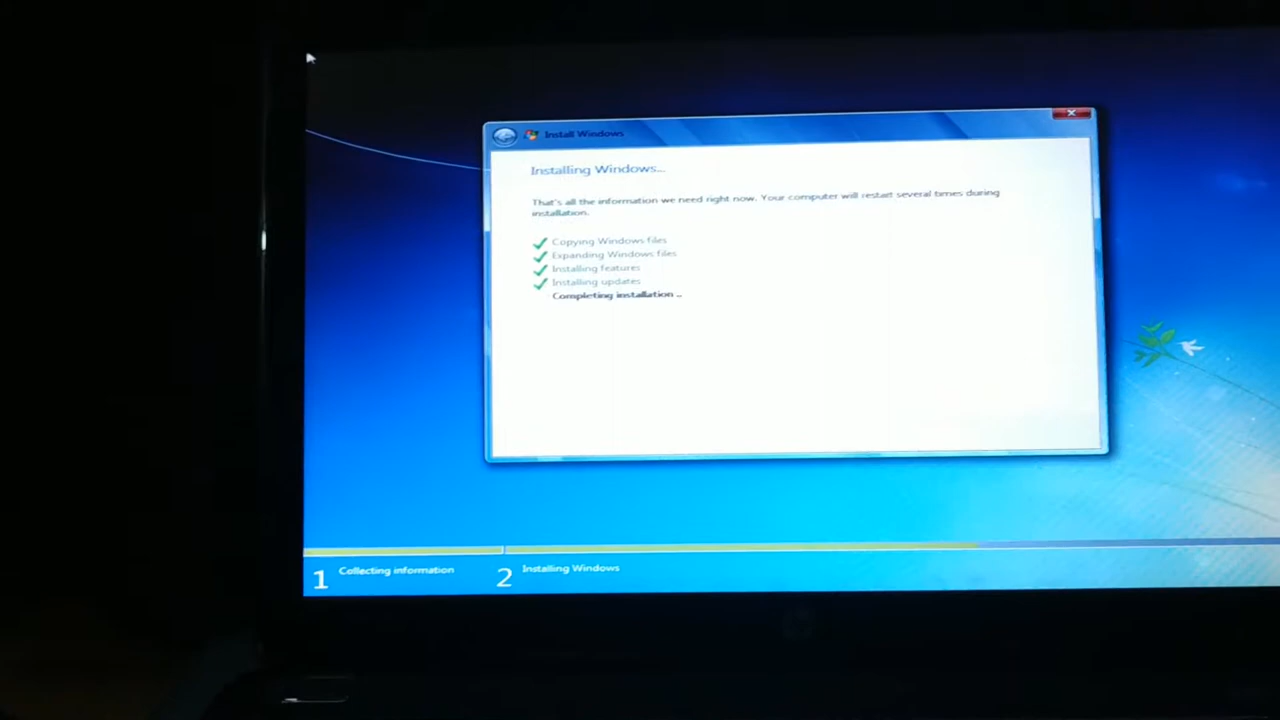 Install Windows
Installing Windows...
That's all the information we need right now. Your computer will restart several times during
installation.
Copying Windows files
Expanding Windows files
Installing features
Installing updates
Completing installation ..
1 Collecting information
2 Installing Windows